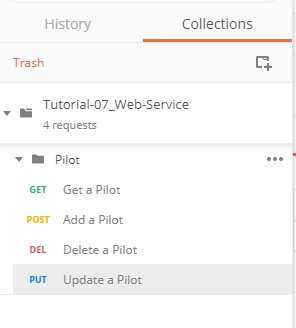 History Collections
Trash
Tutorial-07_Web-Service
4 requests
Pilot
GET Get a Pilot
POST Add a Pilot
DEL Delete a Pilot
PUT Update a Pilot